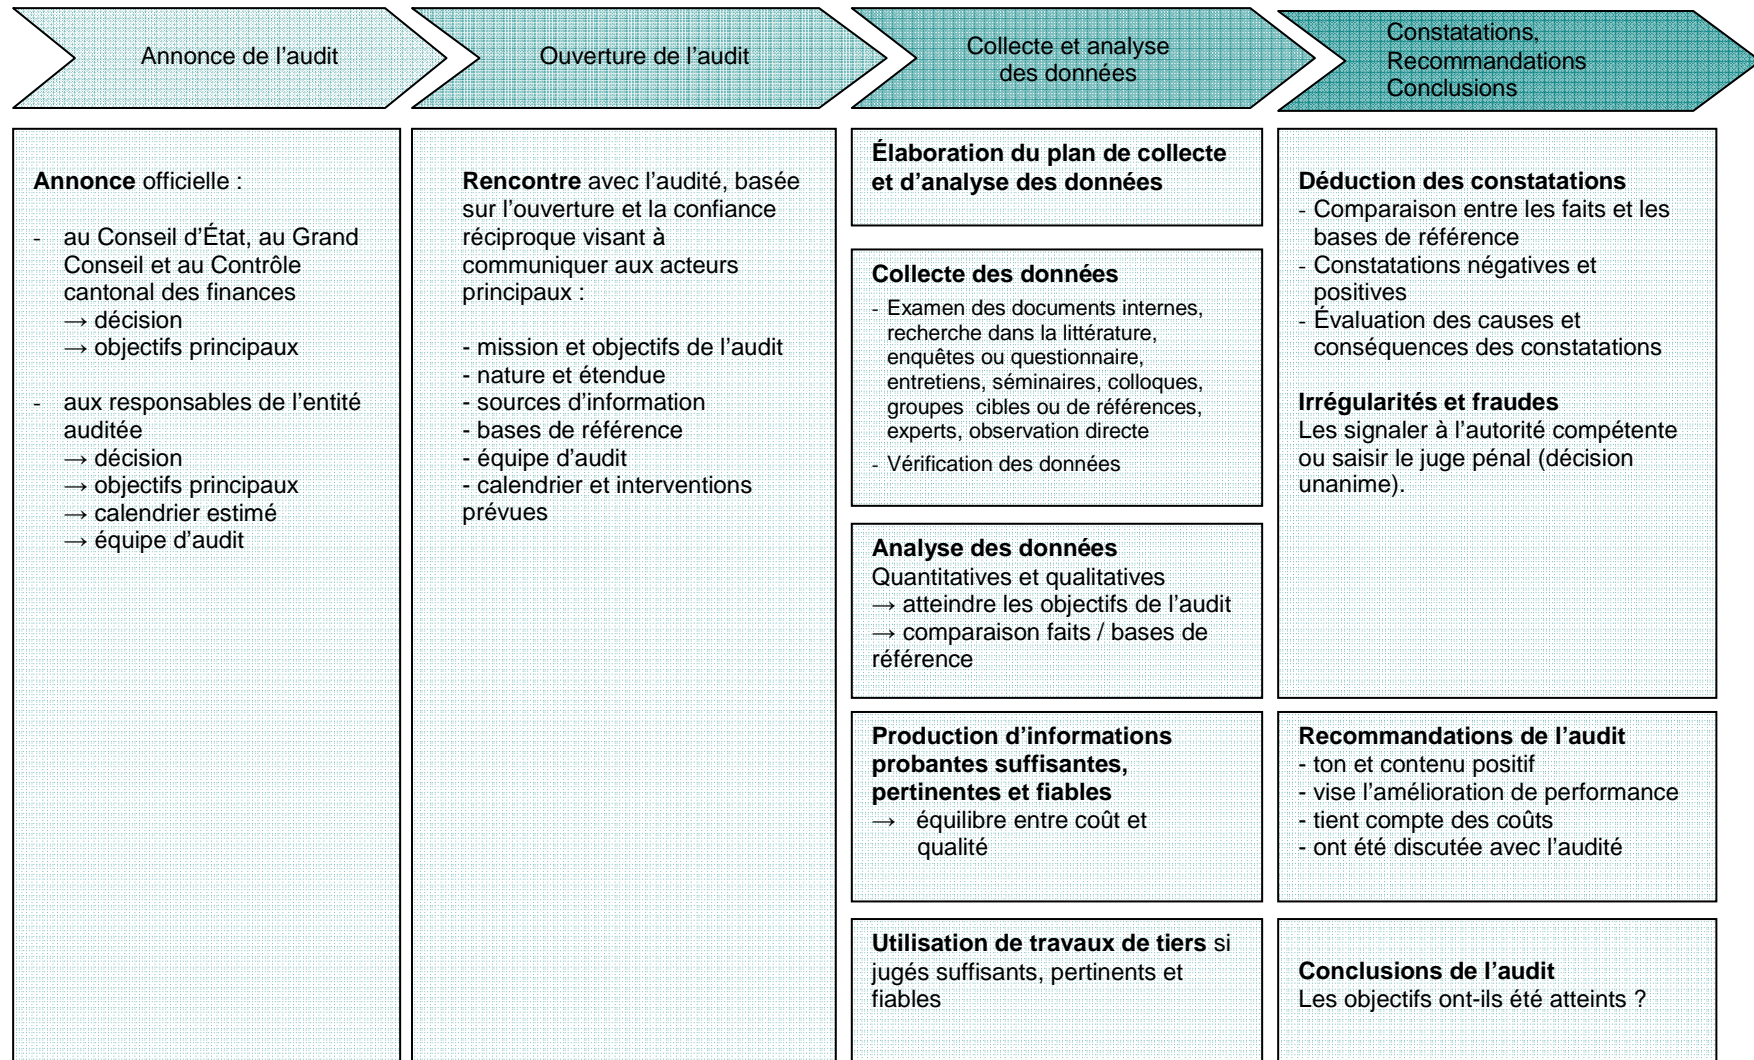 Annonce de l’audit
Ouverture de l’audit
Collecte et analyse
des données
Constatations,
Recommandations
Conclusions
Annonce officielle :
- au Conseil d’État, au Grand
Conseil et au Contrôle
cantonal des finances
→ décision
→ objectifs principaux
- aux responsables de l’entité
auditée
→ décision
→ objectifs principaux
→ calendrier estimé
→ équipe d’audit
Rencontre avec l’audité, basée
sur l’ouverture et la confiance
réciproque visant à
communiquer aux acteurs
principaux :
- mission et objectifs de l’audit
- nature et étendue
- sources d’information
- bases de référence
- équipe d’audit
- calendrier et interventions
prévues
Élaboration du plan de collecte
et d’analyse des données
Collecte des données
- Examen des documents internes,
recherche dans la littérature,
enquêtes ou questionnaire,
entretiens, séminaires, colloques,
groupes cibles ou de références,
experts, observation directe
- Vérification des données
Analyse des données
Quantitatives et qualitatives
→ atteindre les objectifs de l’audit
→ comparaison faits / bases de
référence
Production d’informations
probantes suffisantes,
pertinentes et fiables
→ équilibre entre coût et
qualité
Utilisation de travaux de tiers si
jugés suffisants, pertinents et
fiables
Déduction des constatations
- Comparaison entre les faits et les
bases de référence
- Constatations négatives et
positives
- Évaluation des causes et
conséquences des constatations
Irrégularités et fraudes
Les signaler à l’autorité compétente
ou saisir le juge pénal (décision
unanime).
Recommandations de l’audit
- ton et contenu positif
- vise l’amélioration de performance
- tient compte des coûts
- ont été discutée avec l’audité
Conclusions de l’audit
Les objectifs ont-ils été atteints ?